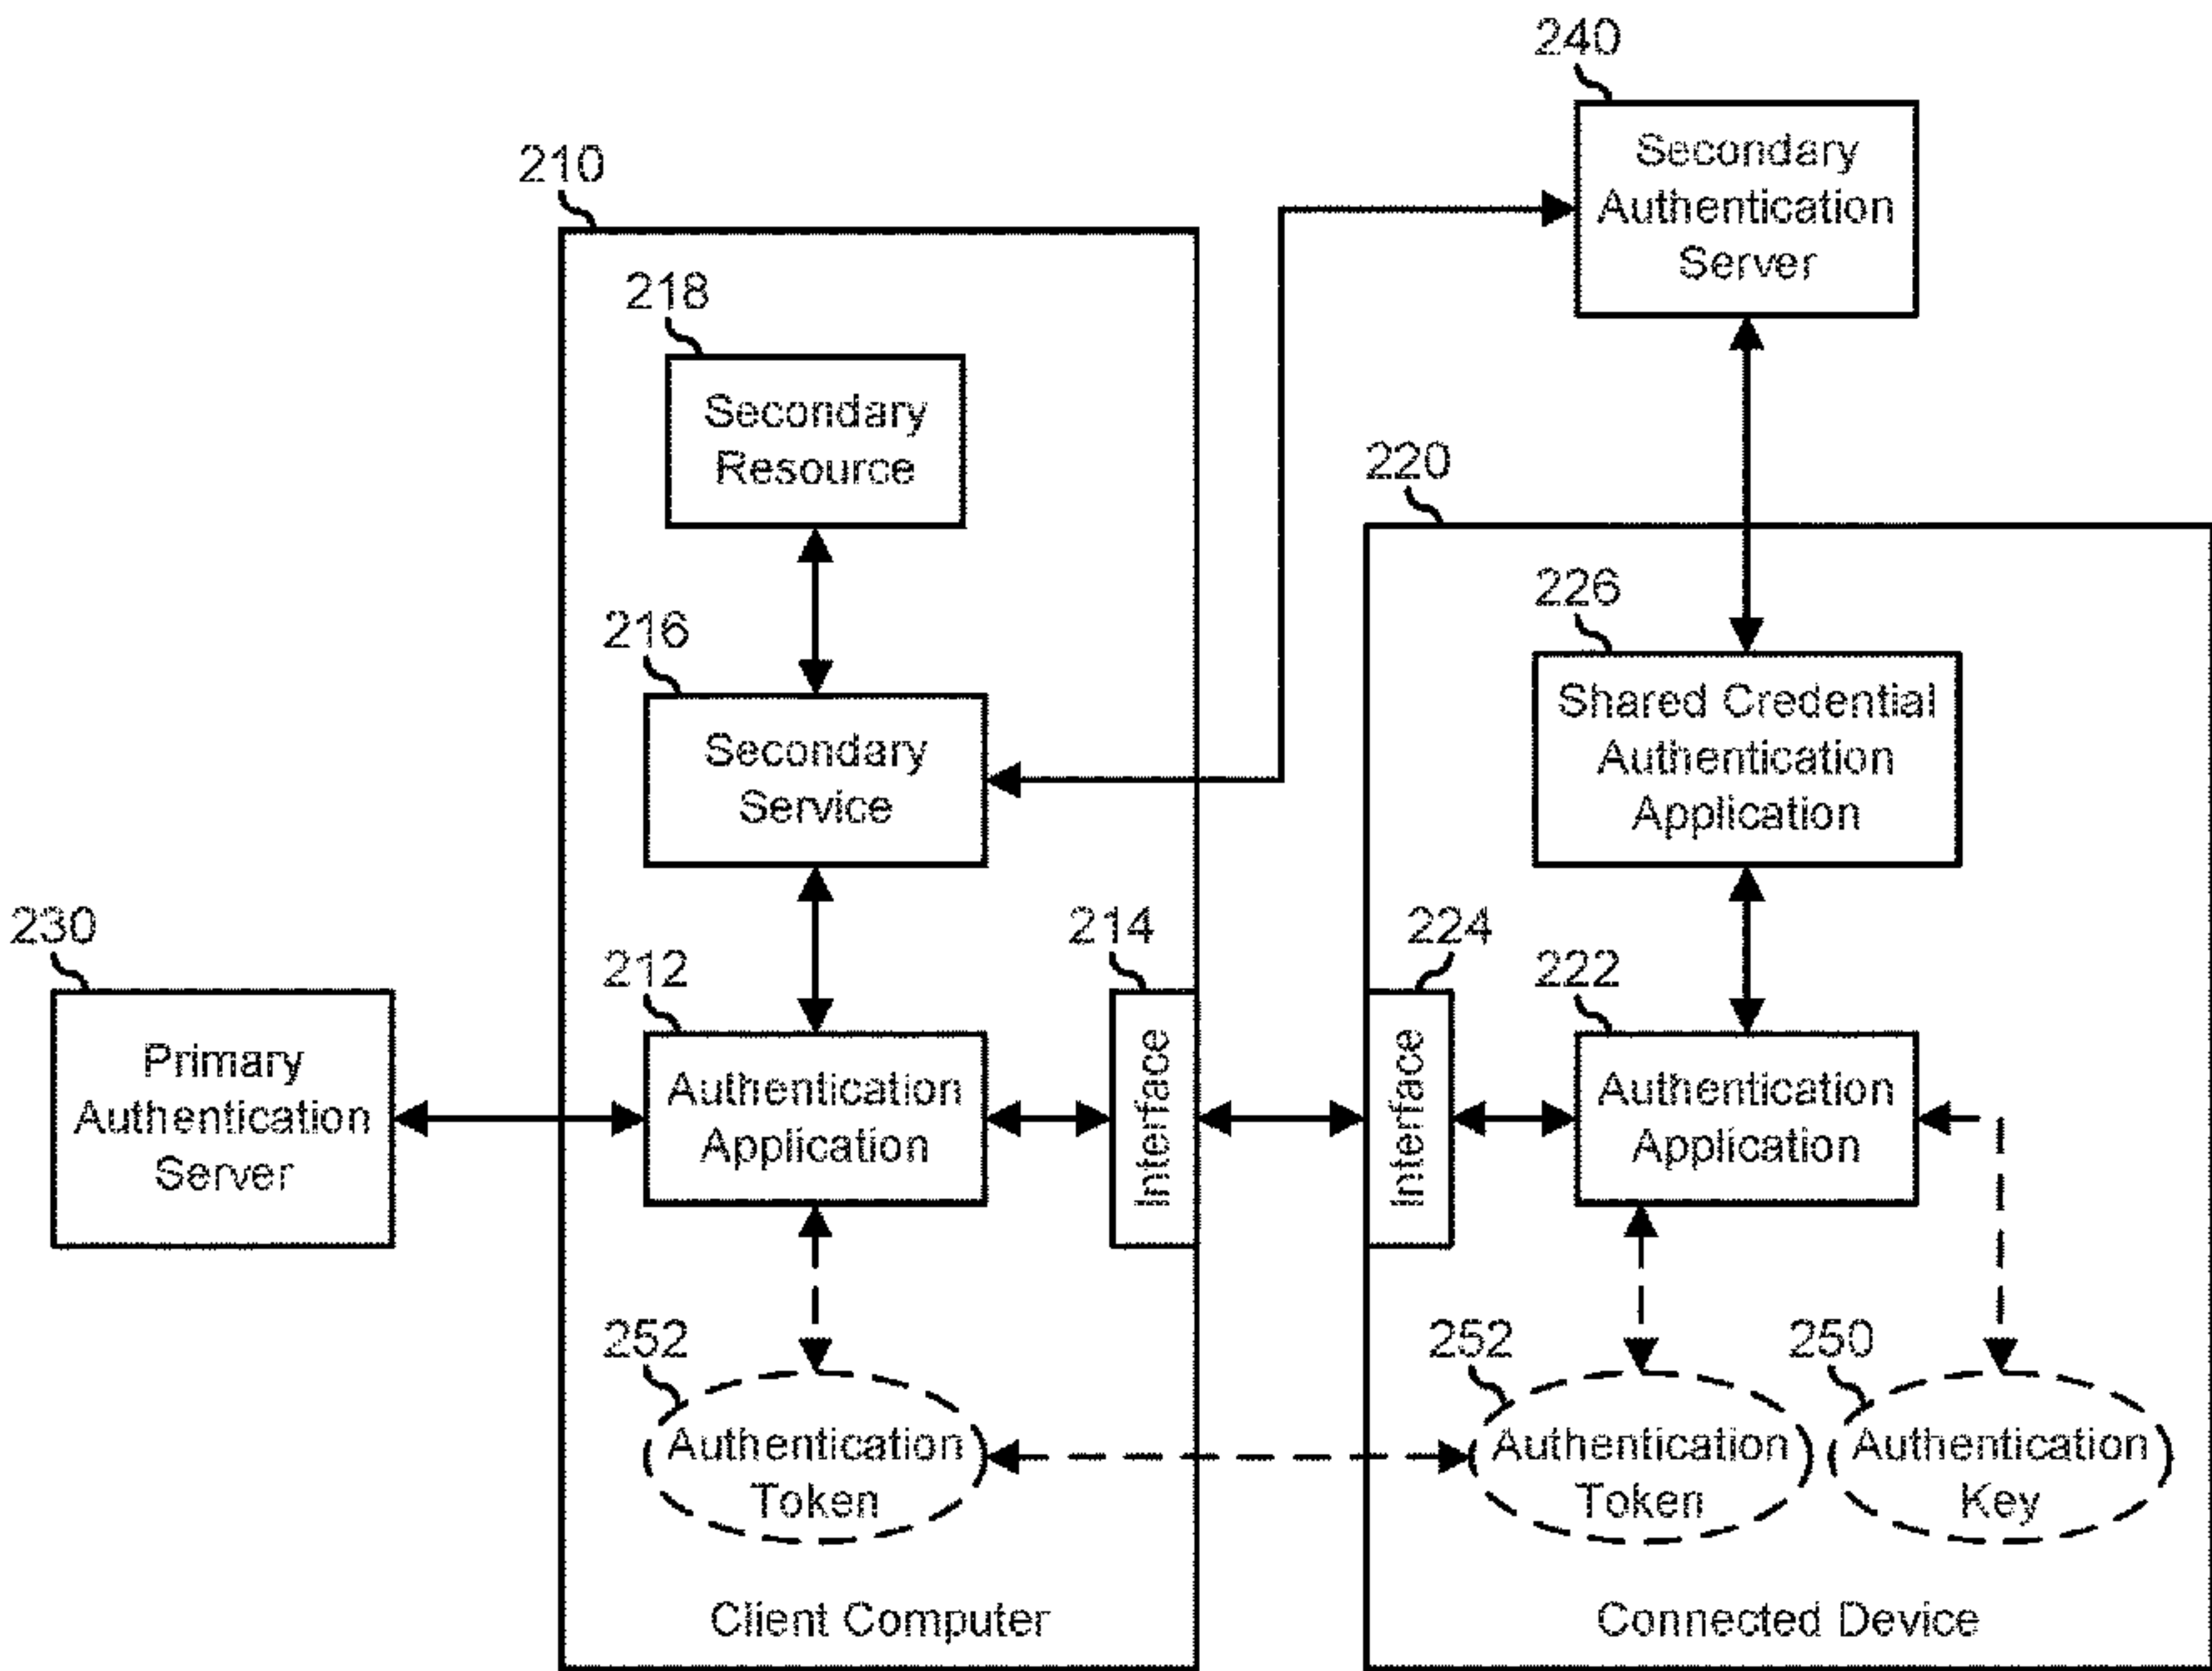 240
Secondary
Authentication
Server
210
218
Secondary
Resource
220
226
Shared Credential
Authentication
Application
216
Secondary
Service
230
Primary
Authentication
Server
212
Authentication
Application
214
Interface
224
Interface
222
Authentication
Application
252
Authentication
Token
252
Authentication
Token
250
Authentication
Key
Client Computer
Connected Device